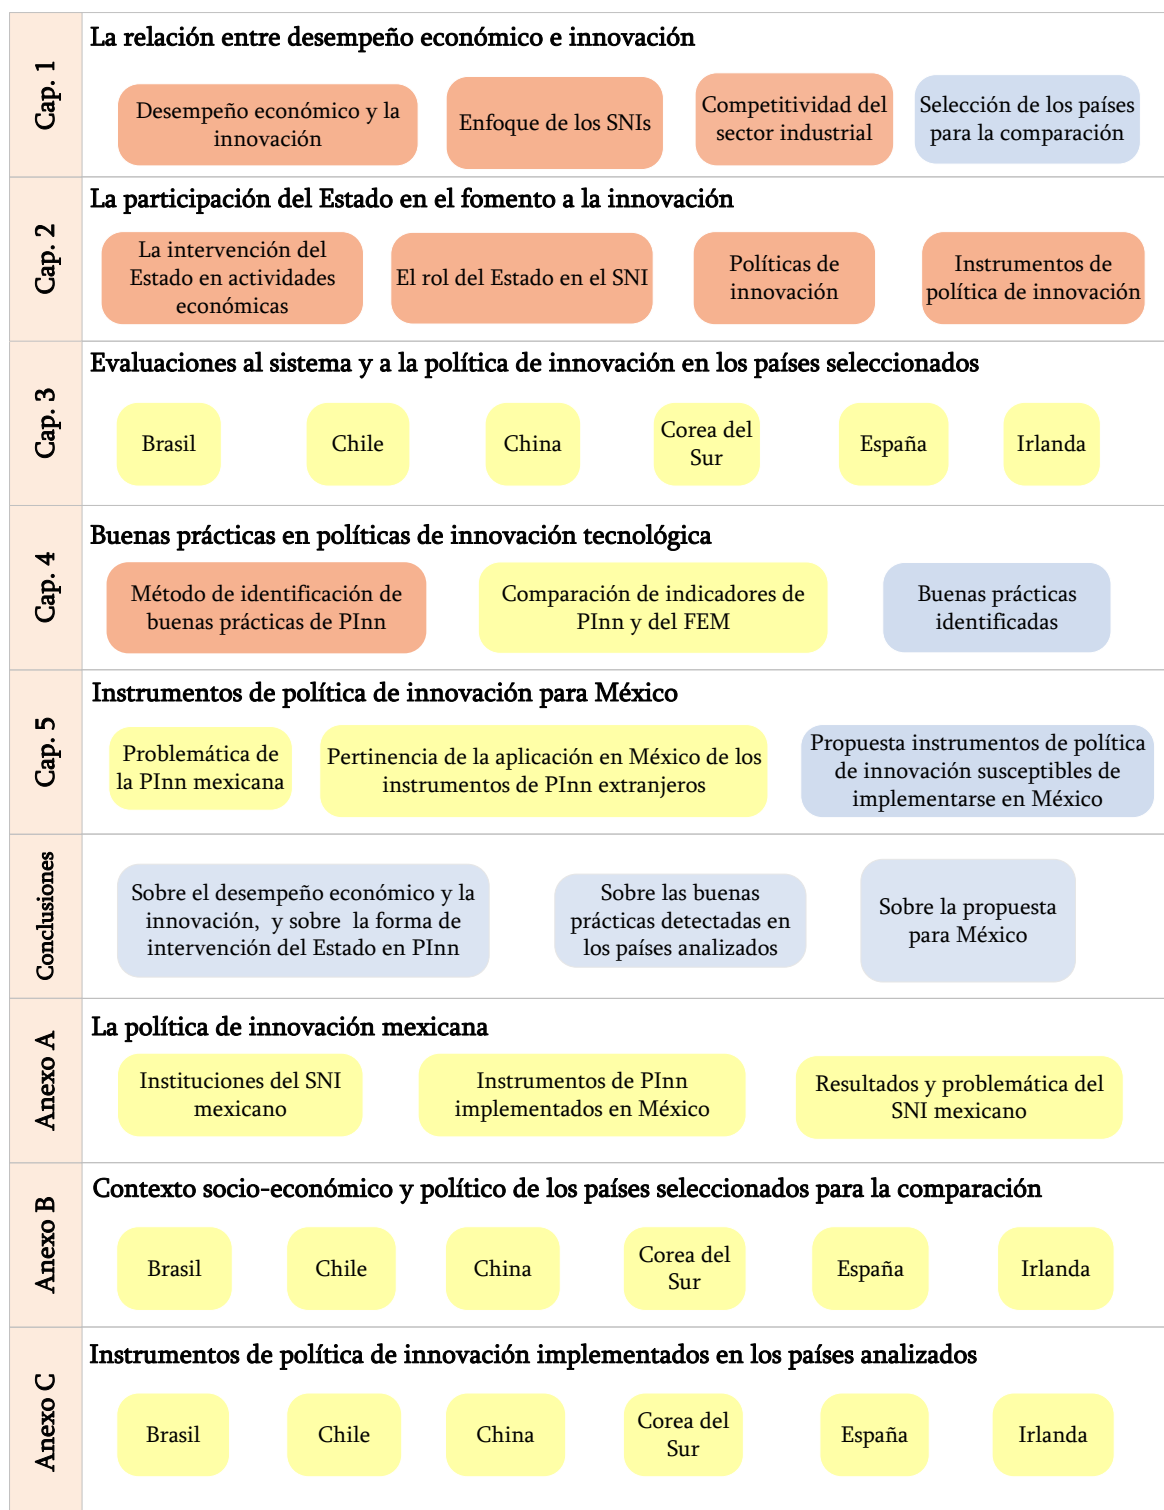 Cap. 1
La relación entre desempeño económico e innovación
Desempeño económico y la
innovación
Enfoque de los SNIs
Competitividad del
sector industrial
Selección de los países
para la comparación
Cap. 2
La participación del Estado en el fomento a la innovación
La intervención del
Estado en actividades
económicas
El rol del Estado en el SNI
Políticas de
innovación
Instrumentos de
política de innovación
Cap. 3
Evaluaciones al sistema y a la política de innovación en los países seleccionados
Brasil
Chile
China
Corea del
Sur
España
Irlanda
Cap. 4
Buenas prácticas en políticas de innovación tecnológica
Método de identificación de
buenas prácticas de PInn
Comparación de indicadores de
PInn y del FEM
Buenas prácticas
identificadas
Cap. 5
Instrumentos de política de innovación para México
Problemática de
la PInn mexicana
Pertinencia de la aplicación en México de los
instrumentos de PInn extranjeros
Propuesta instrumentos de política
de innovación susceptibles de
implementarse en México
Conclusiones
Sobre el desempeño económico y la
innovación, y sobre la forma de
intervención del Estado en PInn
Sobre las buenas
prácticas detectadas en
los países analizados
Sobre la propuesta
para México
Anexo A
La política de innovación mexicana
Instituciones del SNI
mexicano
Instrumentos de PInn
implementados en México
Resultados y problemática del
SNI mexicano
Anexo B
Contexto socio-económico y político de los países seleccionados para la comparación
Brasil
Chile
China
Corea del
Sur
España
Irlanda
Anexo C
Instrumentos de política de innovación implementados en los países analizados
Brasil
Chile
China
Corea del
Sur
España
Irlanda